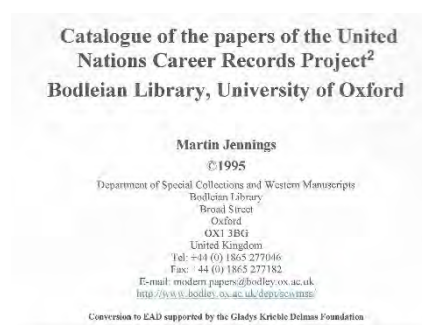 Catalogue of the papers of the United
Nations Career Records Project²
Bodleian Library, University of Oxford
Martin Jennings
©1995
Department of Special Collections and Western Manuscripts
Bodleian Library
Broad Street
Oxford
OX1 3BG
United Kingdom
Tel: +44 (0) 1865 277046
Fax: +44 (0) 1865 277182
E-mail: modern.papers@bodley.ox.ac.uk
http://www.bodley.ox.ac.uk/dept/scwmss/
Conversion to EAD supported by the Gladys Krieble Delmas Foundation